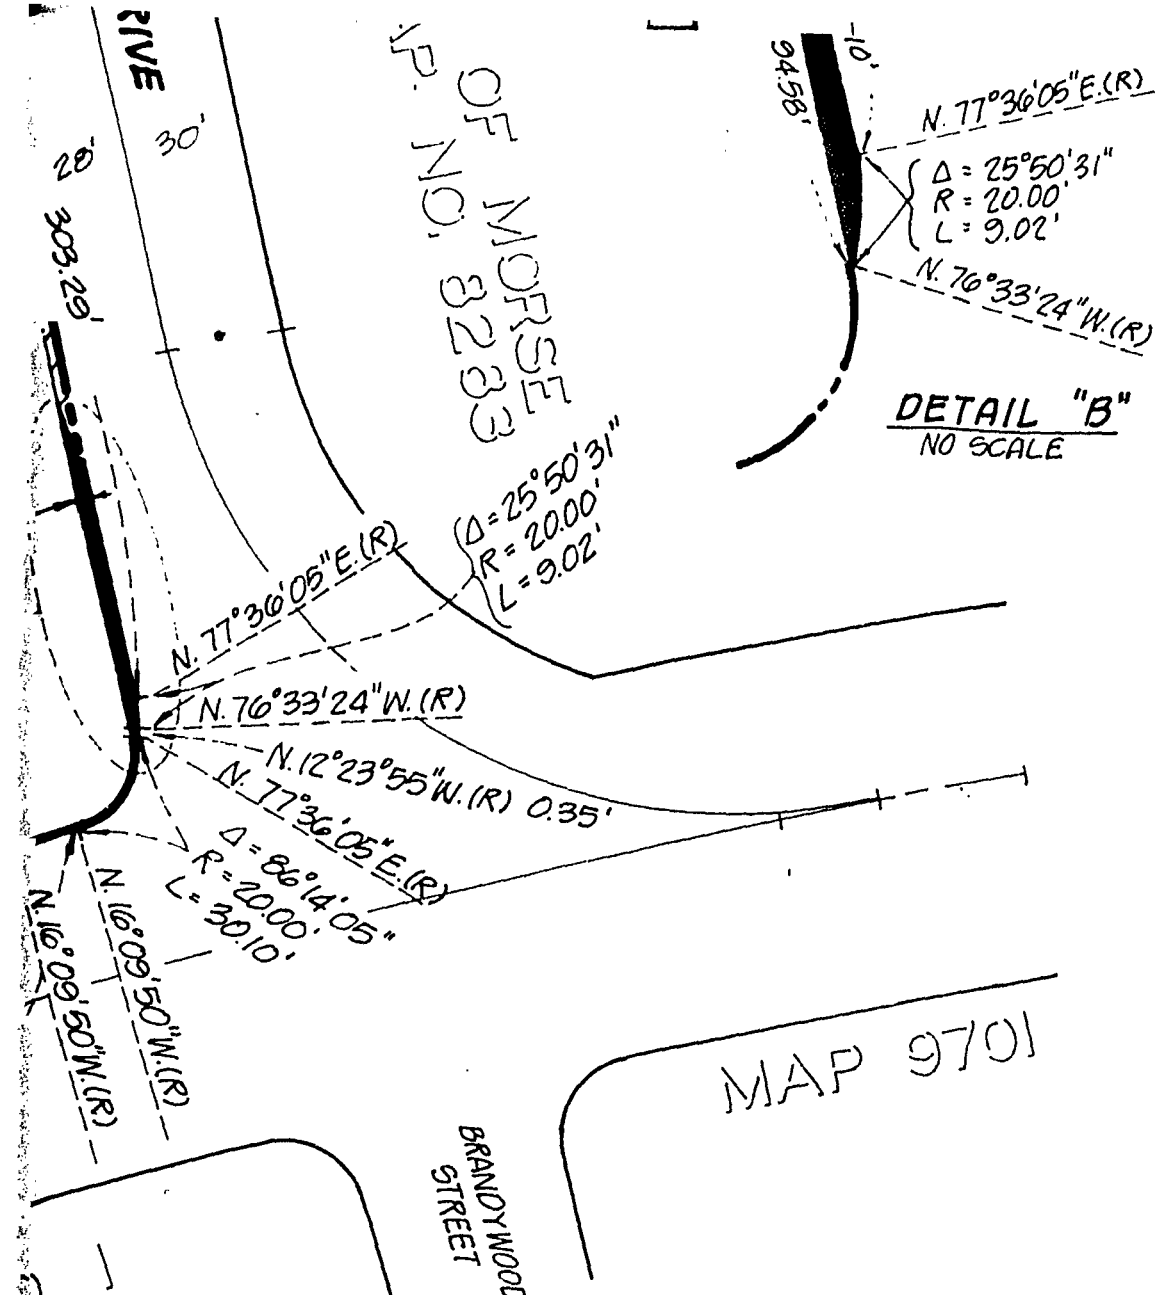 RIVE
30'
28'
303.29'
OF MORSE
AP. NO. 8283
94.58'
-10'
N. 77°36'05"E.(R)
Δ = 25°50'31"
R = 20.00'
L = 9.02'
N. 76°33'24"W.(R)
DETAIL "B"
NO SCALE
Δ = 25°50'31"
R = 20.00'
L = 9.02'
N. 77°36'05"E.(R)
N. 76°33'24"W.(R)
N. 12°23'55"W.(R) 0.35'
N. 77°36'05"E.(R)
Δ = 86°14'05"
R = 20.00'
L = 30.10'
N. 16°09'50"W.(R)
N. 16°09'50"W.(R)
MAP 9701
BRANDYWOOD
STREET